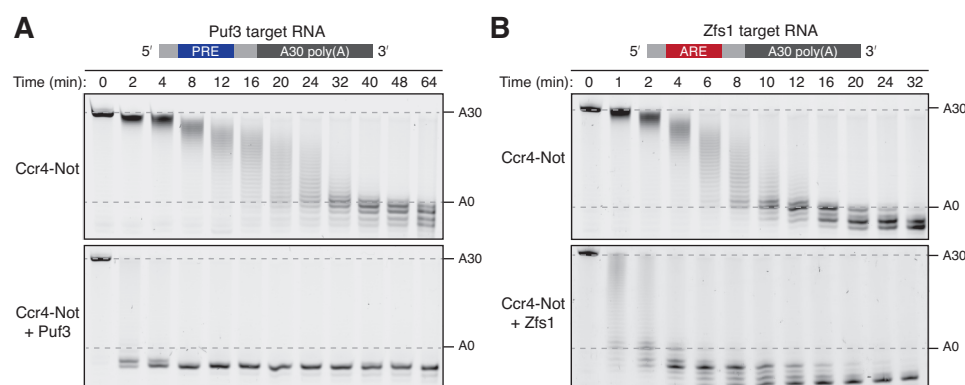 A
Puf3 target RNA
5′ PRE A30 poly(A) 3′
Time (min): 0 2 4 8 12 16 20 24 32 40 48 64
Ccr4-Not
A30
A0
Ccr4-Not
+ Puf3
A30
A0
B
Zfs1 target RNA
5′ ARE A30 poly(A) 3′
Time (min): 0 1 2 4 6 8 10 12 16 20 24 32
Ccr4-Not
A30
A0
Ccr4-Not
+ Zfs1
A30
A0